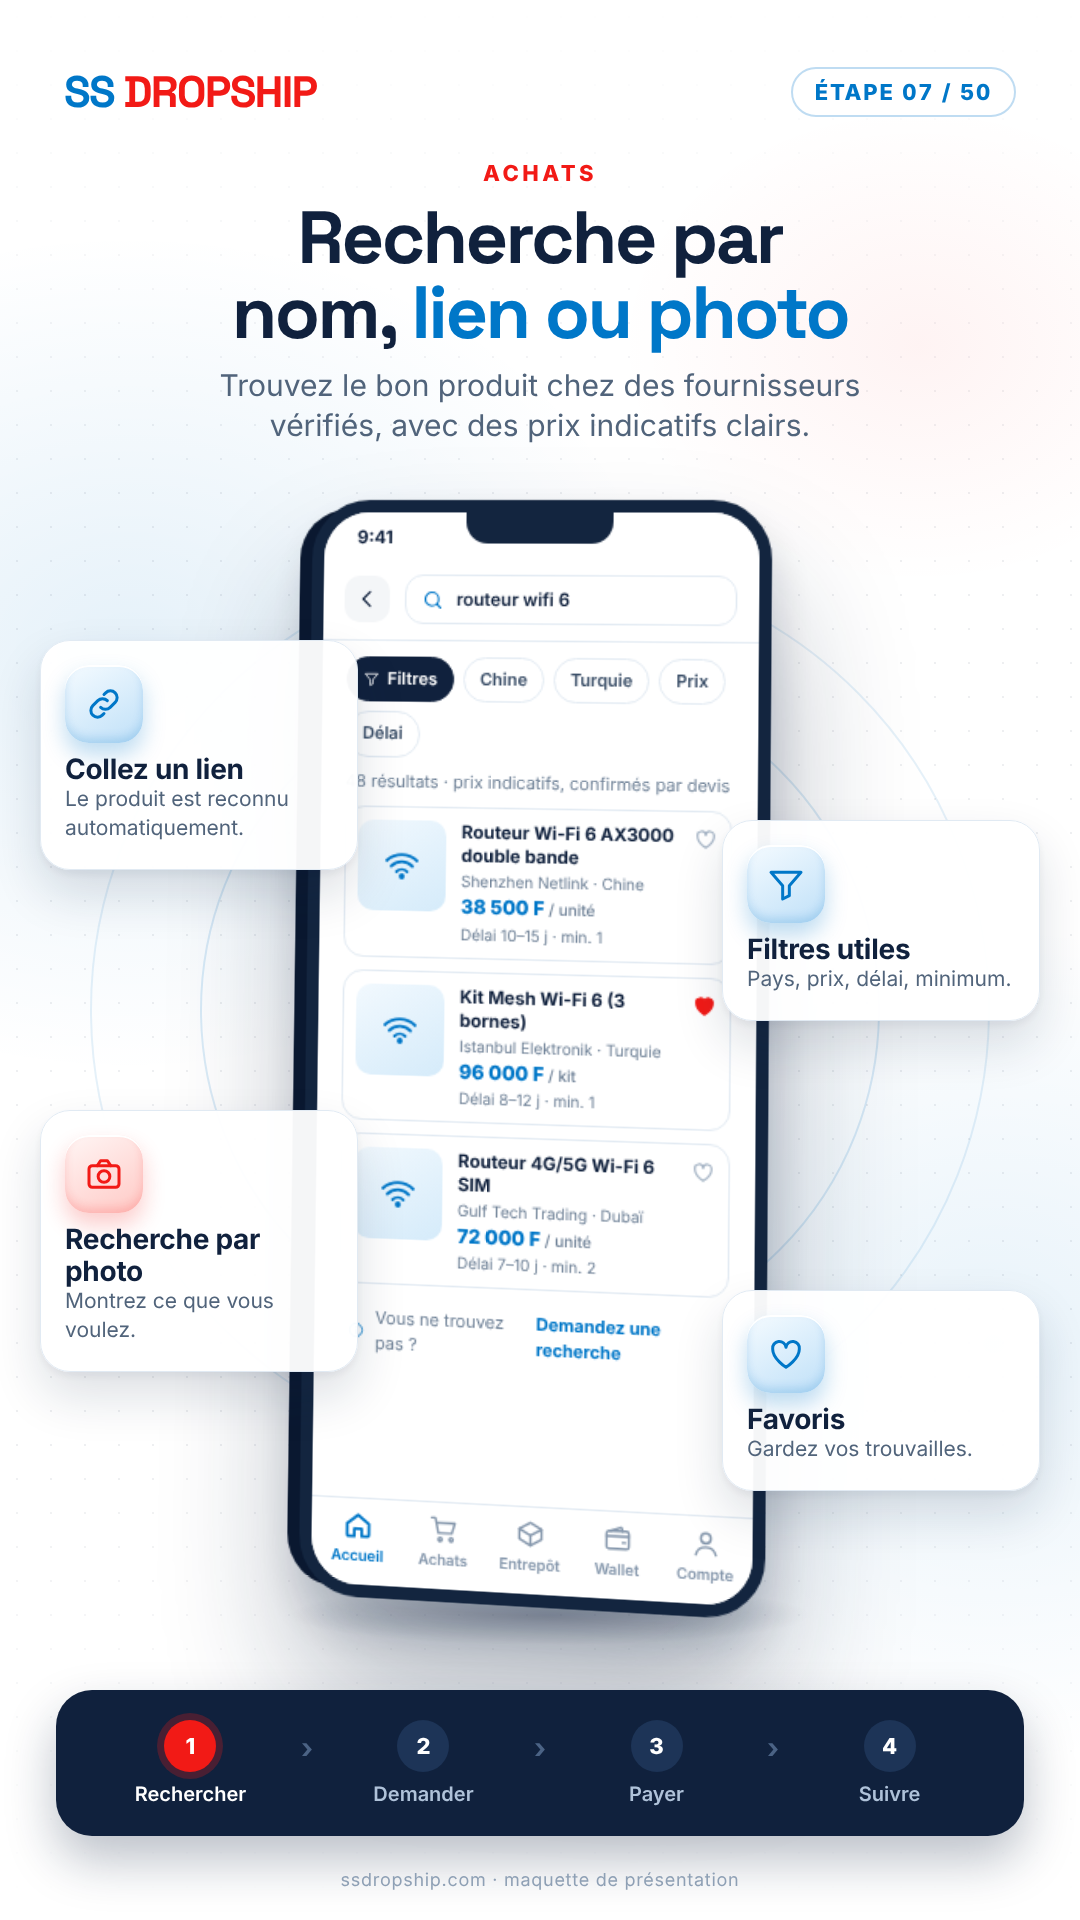 SS DROPSHIP
ÉTAPE 07 / 50
ACHATS
Recherche par
nom, lien ou photo
Trouvez le bon produit chez des fournisseurs
vérifiés, avec des prix indicatifs clairs.
9:41
routeur wifi 6
Filtres
Chine
Turquie
Prix
Délai
8 résultats · prix indicatifs, confirmés par devis
Collez un lien
Le produit est reconnu
automatiquement.
Routeur Wi-Fi 6 AX3000
double bande
Shenzhen Netlink · Chine
38 500 F / unité
Délai 10–15 j · min. 1
Filtres utiles
Pays, prix, délai, minimum.
Kit Mesh Wi-Fi 6 (3
bornes)
Istanbul Elektronik · Turquie
96 000 F / kit
Délai 8–12 j · min. 1
Recherche par
photo
Montrez ce que vous
voulez.
Routeur 4G/5G Wi-Fi 6
SIM
Gulf Tech Trading · Dubaï
72 000 F / unité
Délai 7–10 j · min. 2
Vous ne trouvez
pas ?
Demandez une
recherche
Favoris
Gardez vos trouvailles.
Accueil
Achats
Entrepôt
Wallet
Compte
1
Rechercher
2
Demander
3
Payer
4
Suivre
ssdropship.com · maquette de présentation